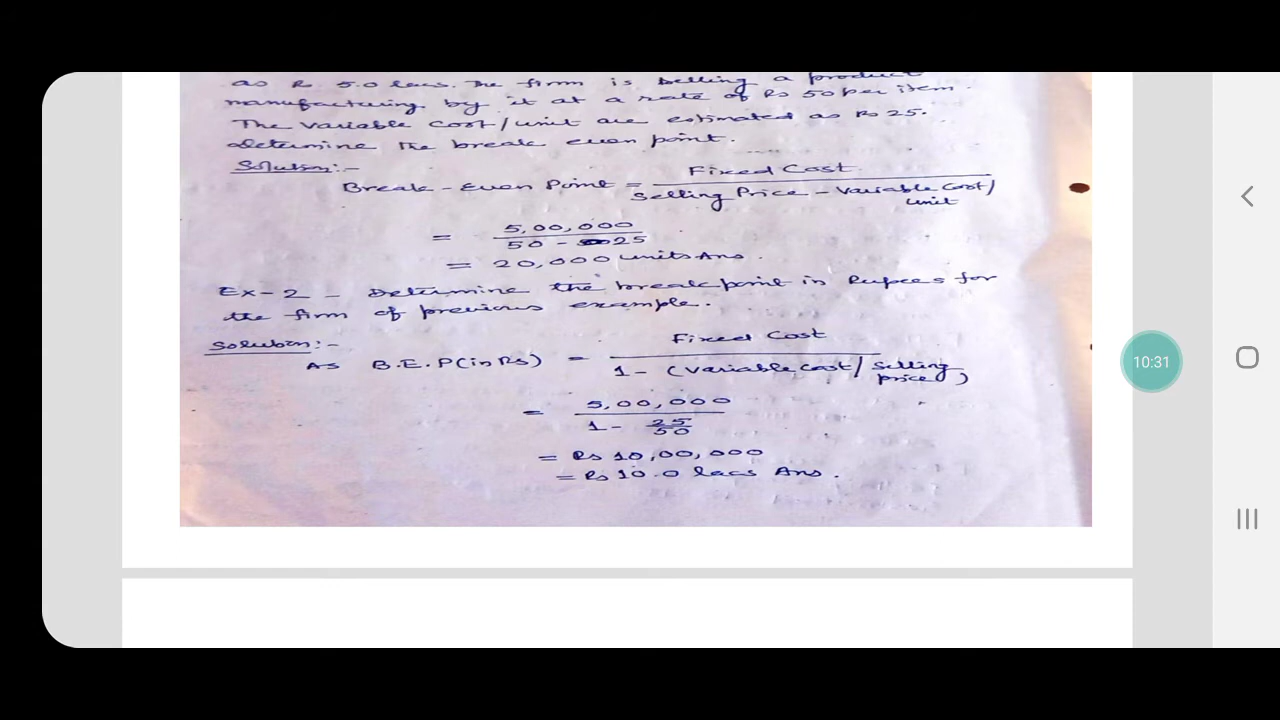 as Rs 5.0 lacs. The firm is selling a product
manufacturing by it at a rate of Rs 50 per item.
The variable cost/unit are estimated as Rs 25.
determine the break even point.
Solution:-
Break-Even Point = Fixed Cost
Selling Price - Variable Cost/
unit
= 5,00,000
50 - 25
= 20,000 units Ans.
Ex-2 - Determine the break point in Rupees for
the firm of previous example.
Solution:-
As B.E.P(in Rs) = Fixed Cost
1 - (Variable cost/Selling
price)
= 5,00,000
1 - 25
50
= Rs 10,00,000
= Rs 10.0 lacs Ans.
10:31